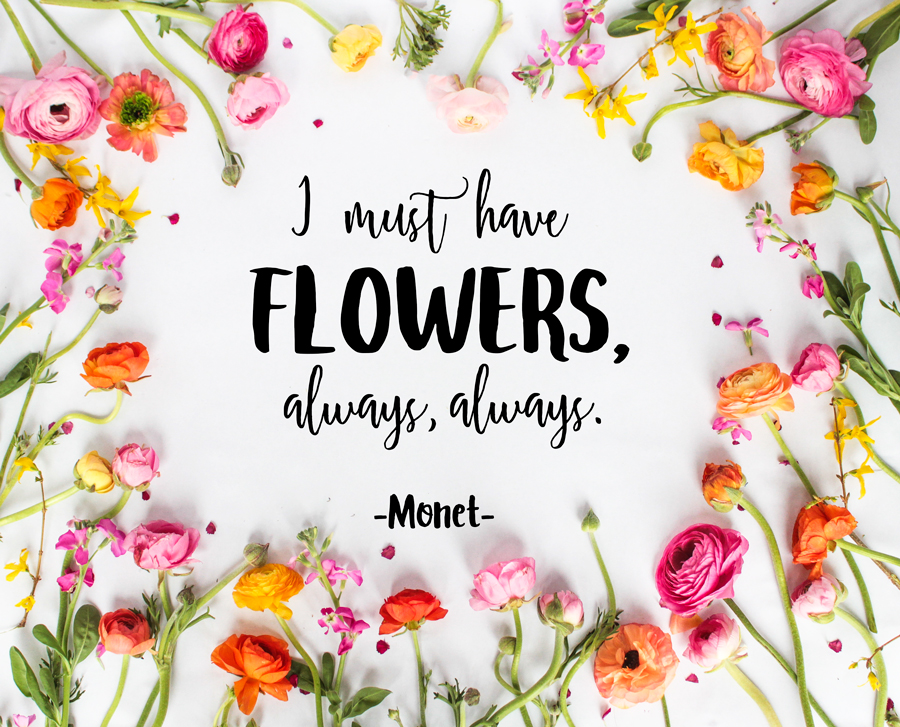 I must have
FLOWERS,
always, always.
-Monet-